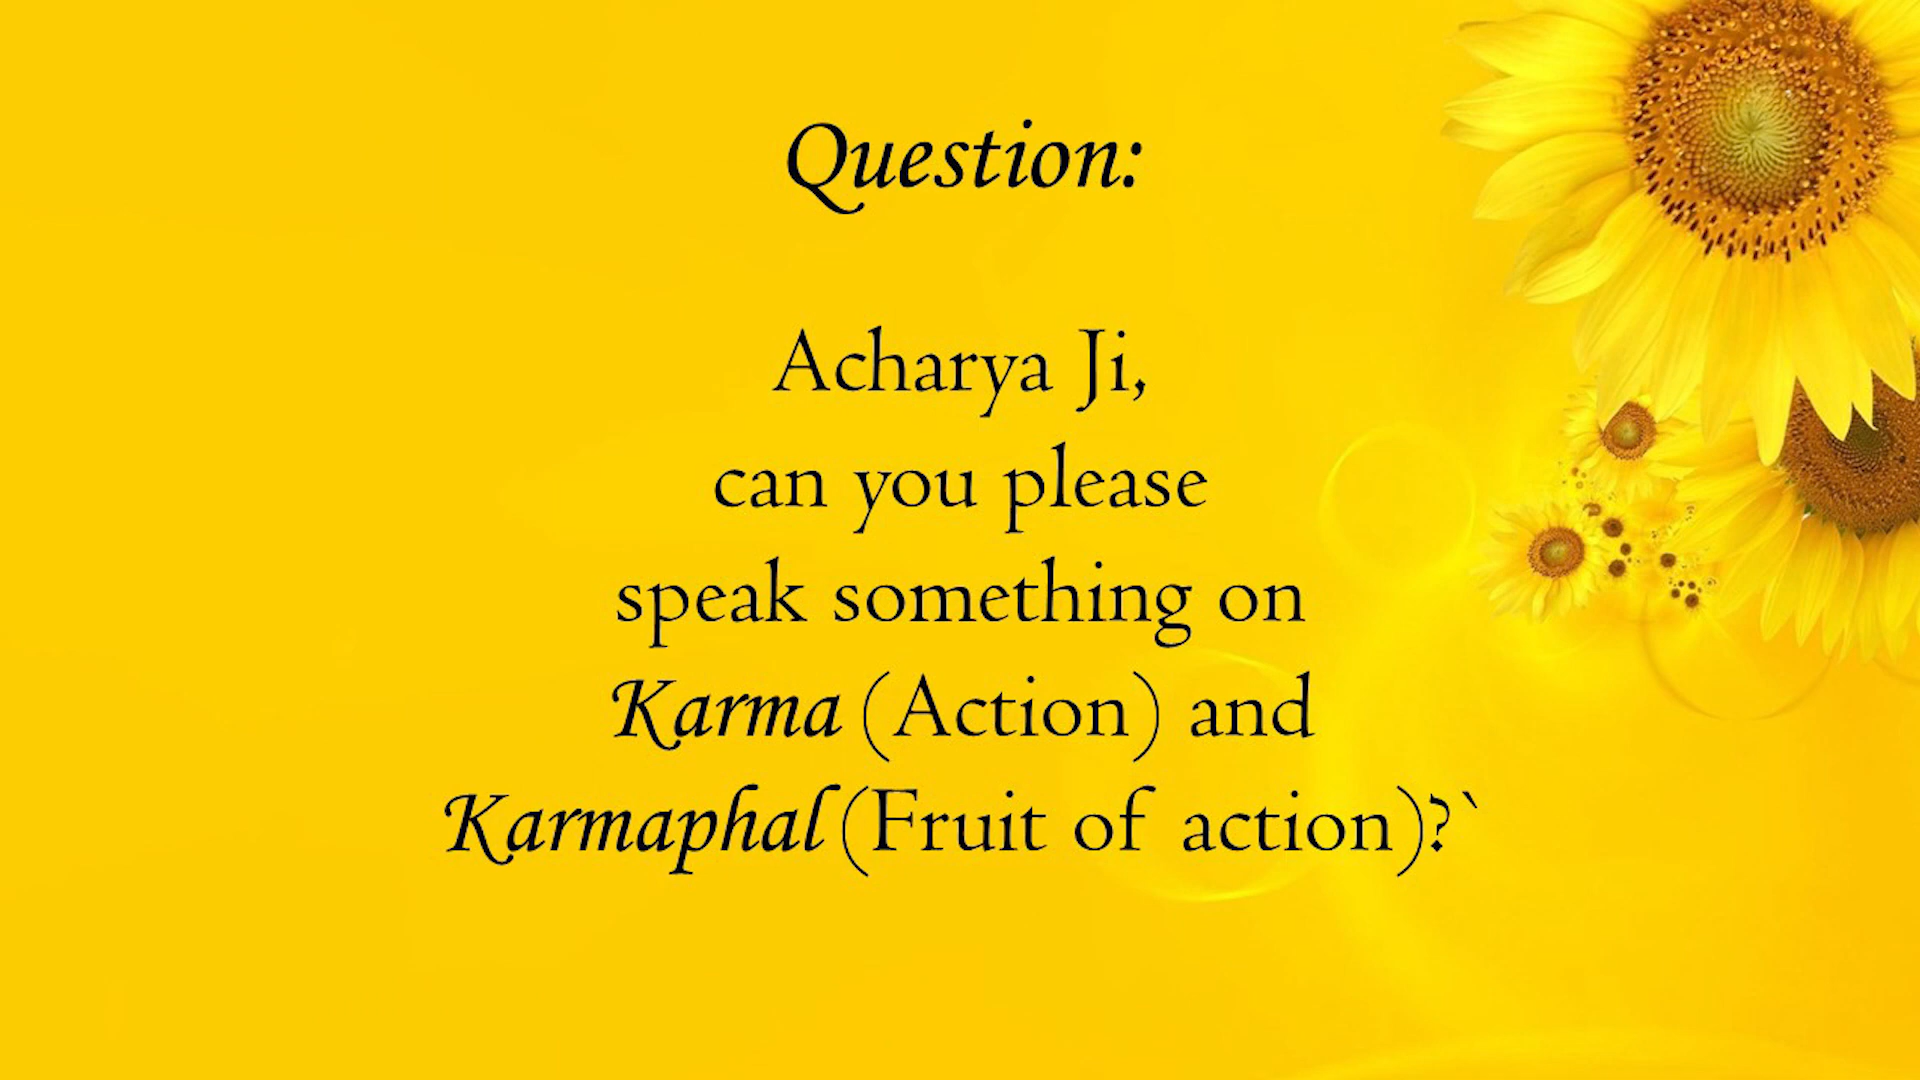 Question:
Acharya Ji,
can you please
speak something on
Karma (Action) and
Karmaphal (Fruit of action)?`